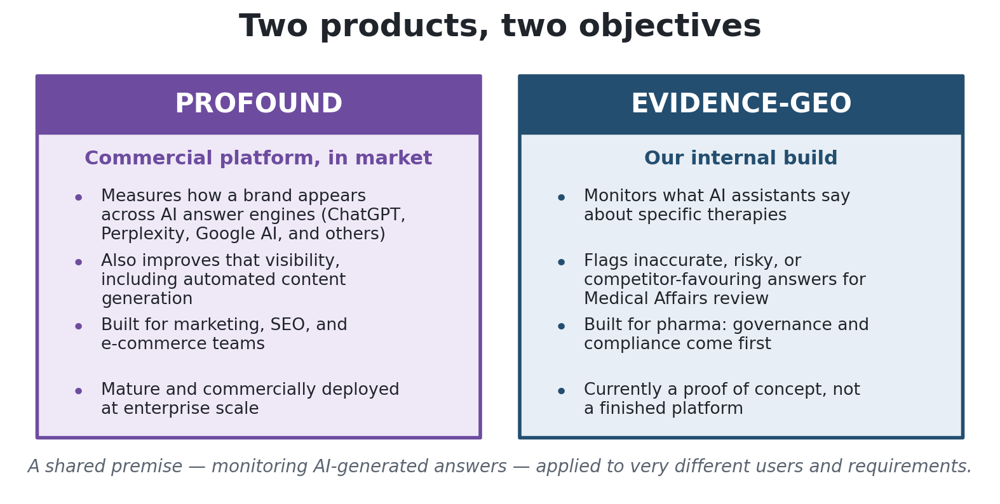 Two products, two objectives
PROFOUND
Commercial platform, in market
• Measures how a brand appears
across AI answer engines (ChatGPT,
Perplexity, Google AI, and others)
• Also improves that visibility,
including automated content
generation
• Built for marketing, SEO, and
e-commerce teams
• Mature and commercially deployed
at enterprise scale
EVIDENCE-GEO
Our internal build
• Monitors what AI assistants say
about specific therapies
• Flags inaccurate, risky, or
competitor-favouring answers for
Medical Affairs review
• Built for pharma: governance and
compliance come first
• Currently a proof of concept, not
a finished platform
A shared premise — monitoring AI-generated answers — applied to very different users and requirements.